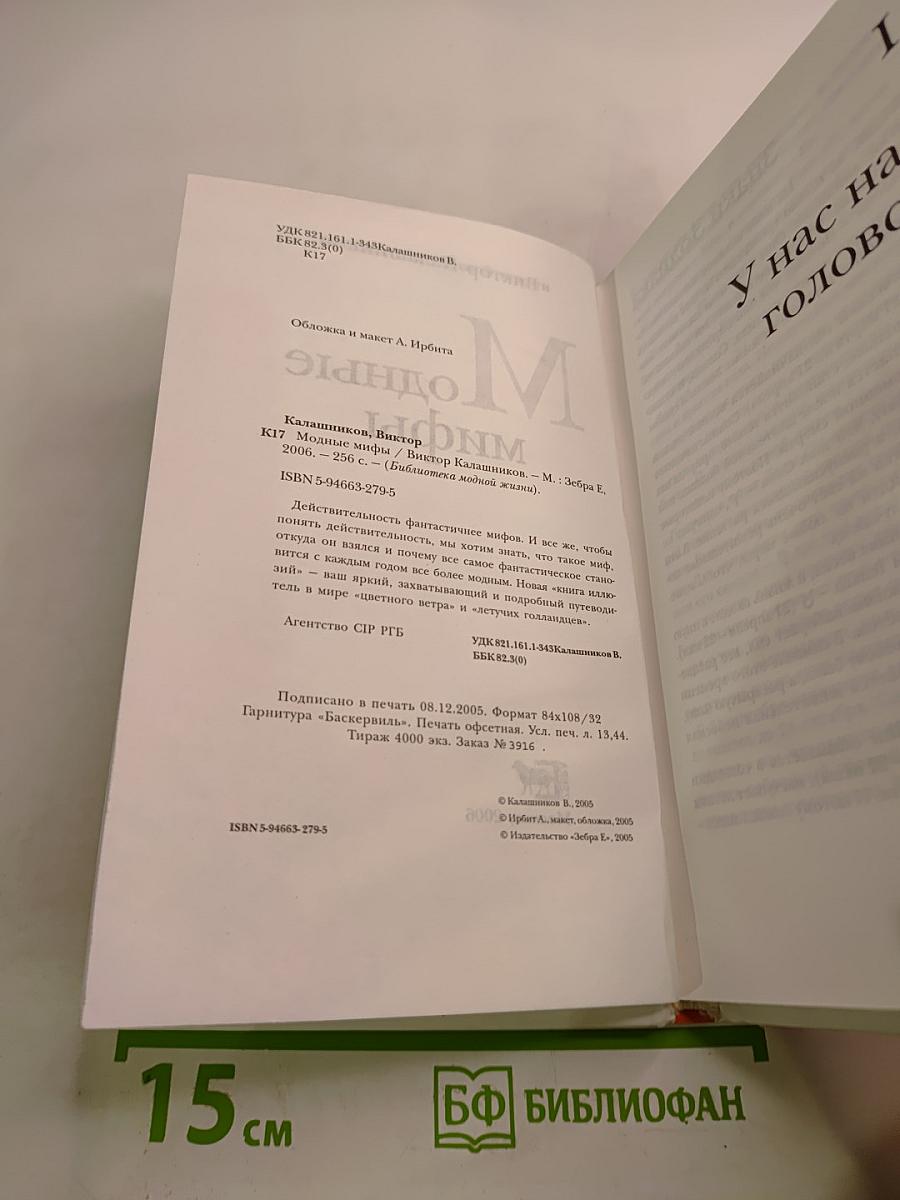 УДК 821.161.1-343Калашников В.
ББК 82.3(0)
К17
Обложка и макет А. Ирбита
Модные
мифы
Калашников, Виктор
К17 Модные мифы / Виктор Калашников. — М. : Зебра Е,
2006. — 256 с. — (Библиотека модной жизни).
ISBN 5-94663-279-5
Действительность фантастичнее мифов. И все же, чтобы
понять действительность, мы хотим знать, что такое миф,
откуда он взялся и почему все самое фантастическое стано-
вится с каждым годом все более модным. Новая «книга иллю-
зий» — ваш яркий, захватывающий и подробный путеводи-
тель в мире «цветного ветра» и «летучих голландцев».
Агентство CIP РГБ
УДК 821.161.1-343Калашников В.
ББК 82.3(0)
Подписано в печать 08.12.2005. Формат 84х108/32
Гарнитура «Баскервиль». Печать офсетная. Усл. печ. л. 13,44.
Тираж 4000 экз. Заказ № 3916 .
© Калашников В., 2005
© Ирбит А., макет, обложка, 2005
© Издательство «Зебра Е», 2005
ISBN 5-94663-279-5
У нас на
голово
15 см
БФ БИБЛИОФАН